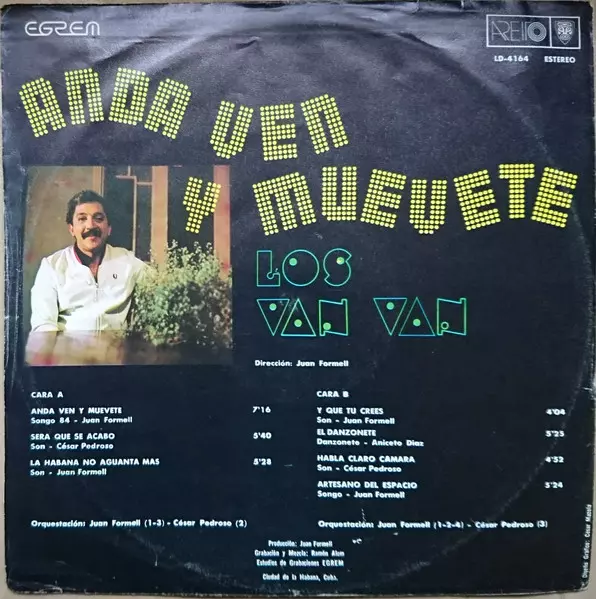 EGREM
AREITO
LD-4164 ESTEREO
ANDA VEN
Y MUEVETE
LOS
VAN VAN
Dirección: Juan Formell
CARA A
ANDA VEN Y MUEVETE 7'16
Songo 84 - Juan Formell
SERA QUE SE ACABO 5'40
Son - César Pedroso
LA HABANA NO AGUANTA MAS 5'28
Son - Juan Formell
Orquestación: Juan Formell (1-3) - César Pedroso (2)
CARA B
Y QUE TU CREES 4'04
Son - Juan Formell
EL DANZONETE 5'25
Danzonete - Aniceto Díaz
HABLA CLARO CAMARA 4'52
Son - César Pedroso
ARTESANO DEL ESPACIO 5'24
Songo - Juan Formell
Orquestación: Juan Formell (1-2-4) - César Pedroso (3)
Producción: Juan Formell
Grabación y Mezcla: Ramón Alom
Estudios de Grabaciones EGREM
Ciudad de la Habana, Cuba.
Diseño Gráfico: César Mazola